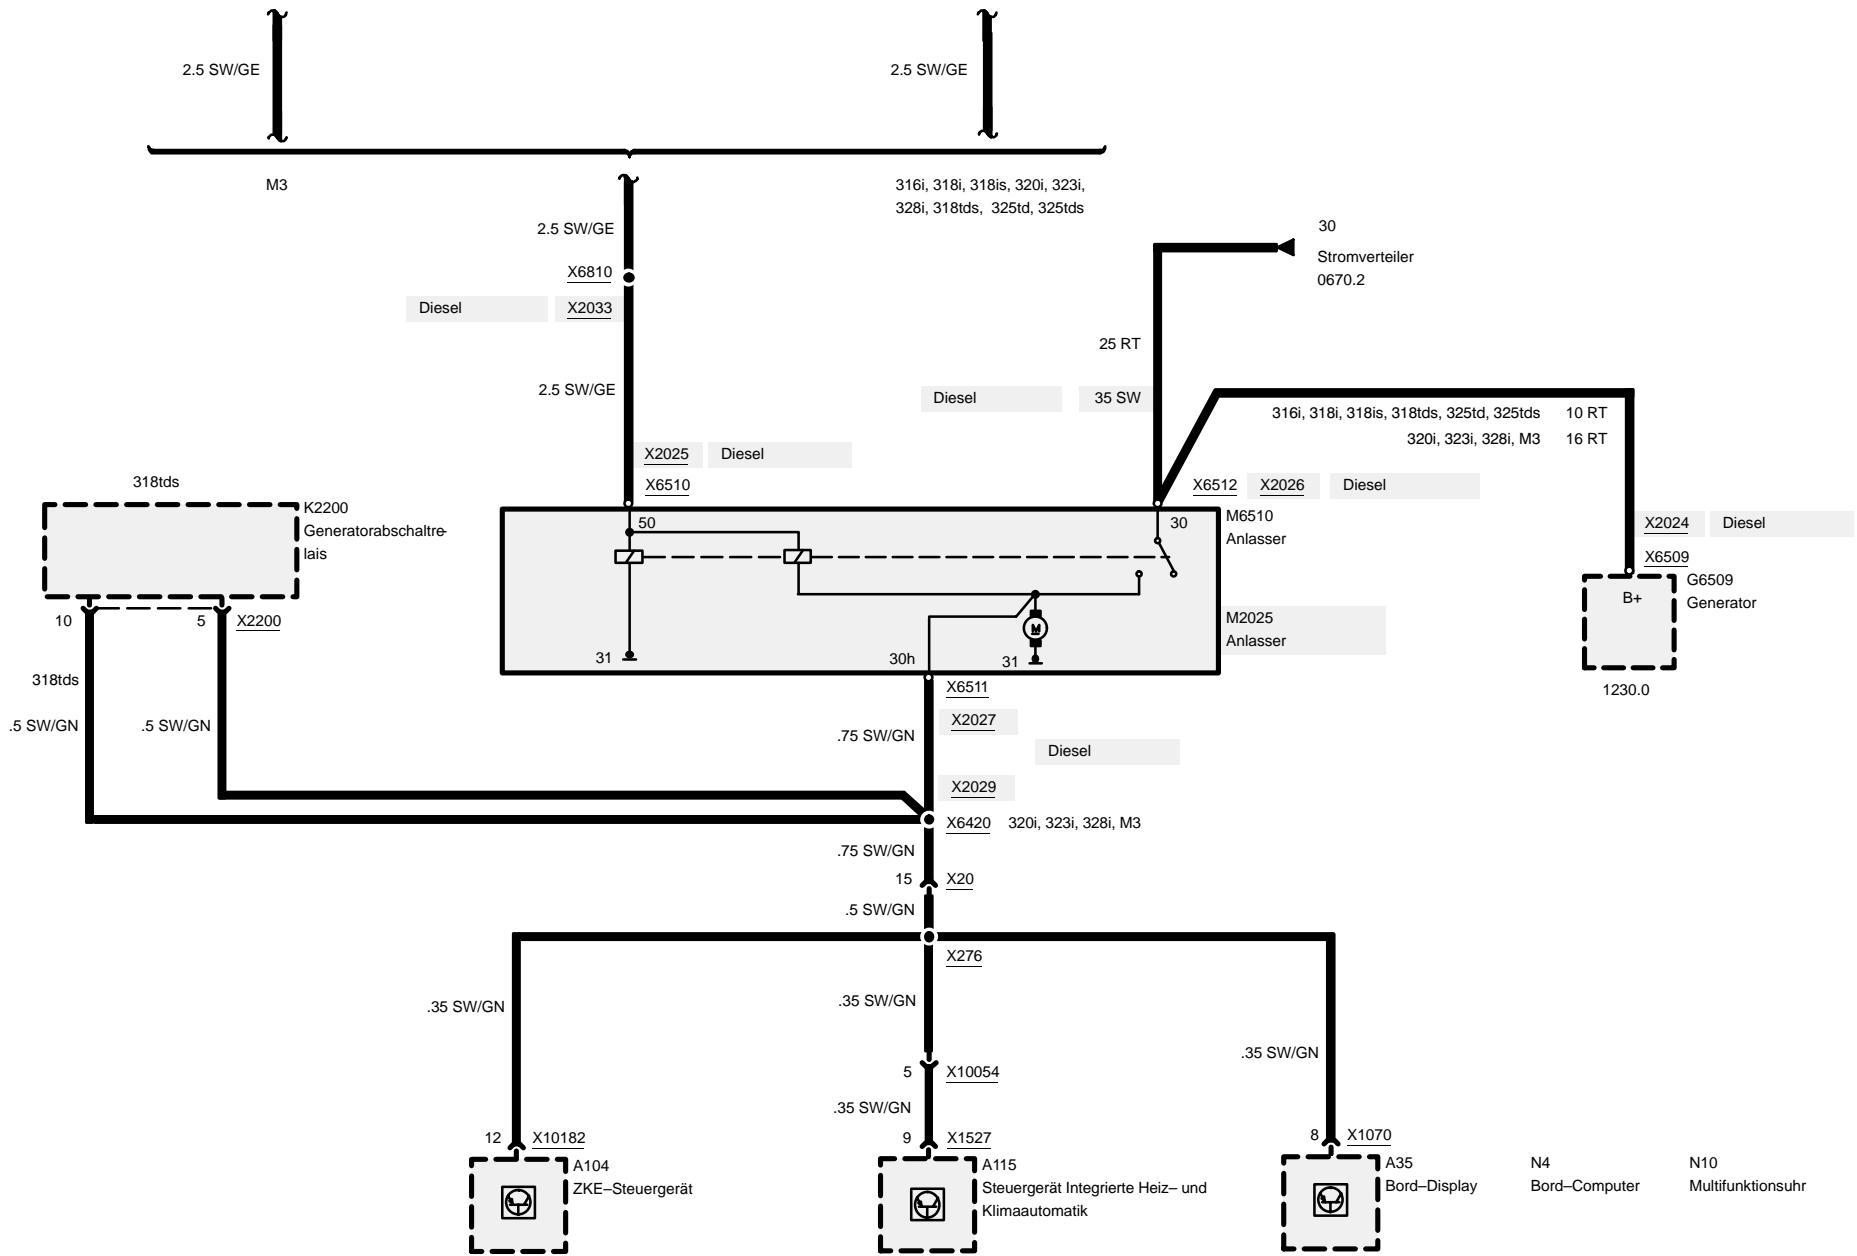 2.5 SW/GE
2.5 SW/GE
M3
316i, 318i, 318is, 320i, 323i,
328i, 318tds, 325td, 325tds
2.5 SW/GE
30
Stromverteiler
0670.2
X6810
Diesel
X2033
25 RT
2.5 SW/GE
Diesel
35 SW
316i, 318i, 318is, 318tds, 325td, 325tds 10 RT
320i, 323i, 328i, M3 16 RT
X2025
Diesel
X6510
X6512
X2026
Diesel
318tds
K2200
Generatorabschaltre-
lais
50
30
M6510
Anlasser
X2024
Diesel
X6509
G6509
Generator
B+
1230.0
10
5
X2200
M
M2025
Anlasser
31
30h
31
318tds
.5 SW/GN
.5 SW/GN
X6511
X2027
.75 SW/GN
Diesel
X2029
X6420
320i, 323i, 328i, M3
.75 SW/GN
15
X20
.5 SW/GN
X276
.35 SW/GN
.35 SW/GN
.35 SW/GN
5
X10054
.35 SW/GN
12
X10182
9
X1527
8
X1070
A104
ZKE–Steuergerät
A115
Steuergerät Integrierte Heiz– und
Klimaautomatik
A35
Bord–Display
N4
Bord–Computer
N10
Multifunktionsuhr